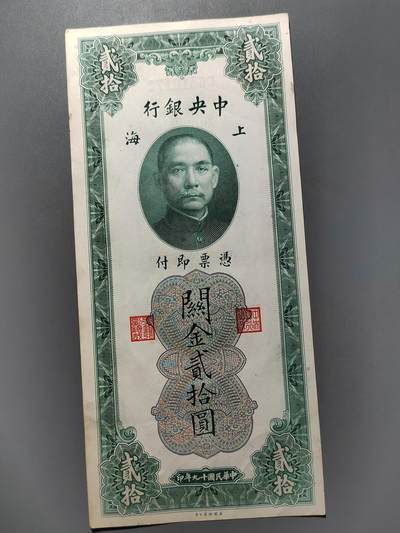 貳拾 貳拾
中央銀行
上海
憑票即付
關金貳拾圓
貳拾 貳拾
中華民國十九年印